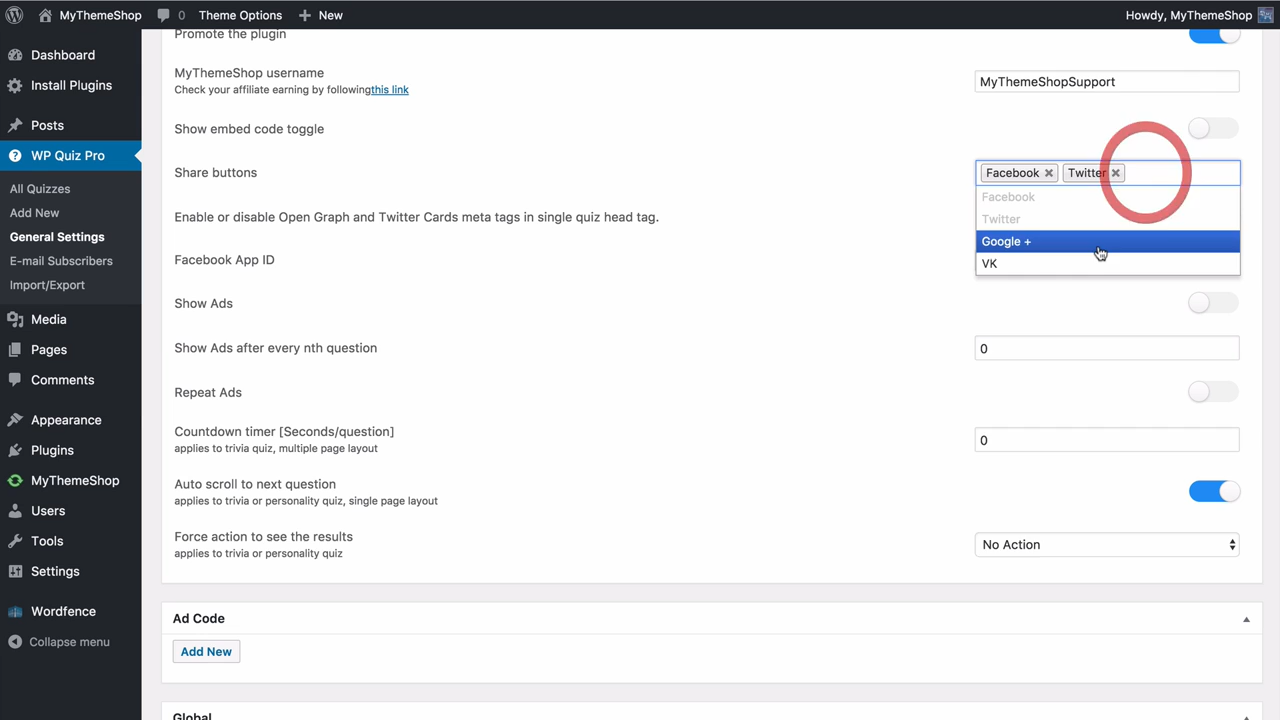 MyThemeShop 0 Theme Options New Howdy, MyThemeShop
Dashboard
Install Plugins
Posts
WP Quiz Pro
All Quizzes
Add New
General Settings
E-mail Subscribers
Import/Export
Media
Pages
Comments
Appearance
Plugins
MyThemeShop
Users
Tools
Settings
Wordfence
Collapse menu
Promote the plugin
MyThemeShop username
Check your affiliate earning by followingthis link
MyThemeShopSupport
Show embed code toggle
Share buttons
Facebook Twitter
Facebook
Twitter
Google +
VK
Enable or disable Open Graph and Twitter Cards meta tags in single quiz head tag.
Facebook App ID
Show Ads
Show Ads after every nth question
0
Repeat Ads
Countdown timer [Seconds/question]
applies to trivia quiz, multiple page layout
0
Auto scroll to next question
applies to trivia or personality quiz, single page layout
Force action to see the results
applies to trivia or personality quiz
No Action
Ad Code
Add New
Global